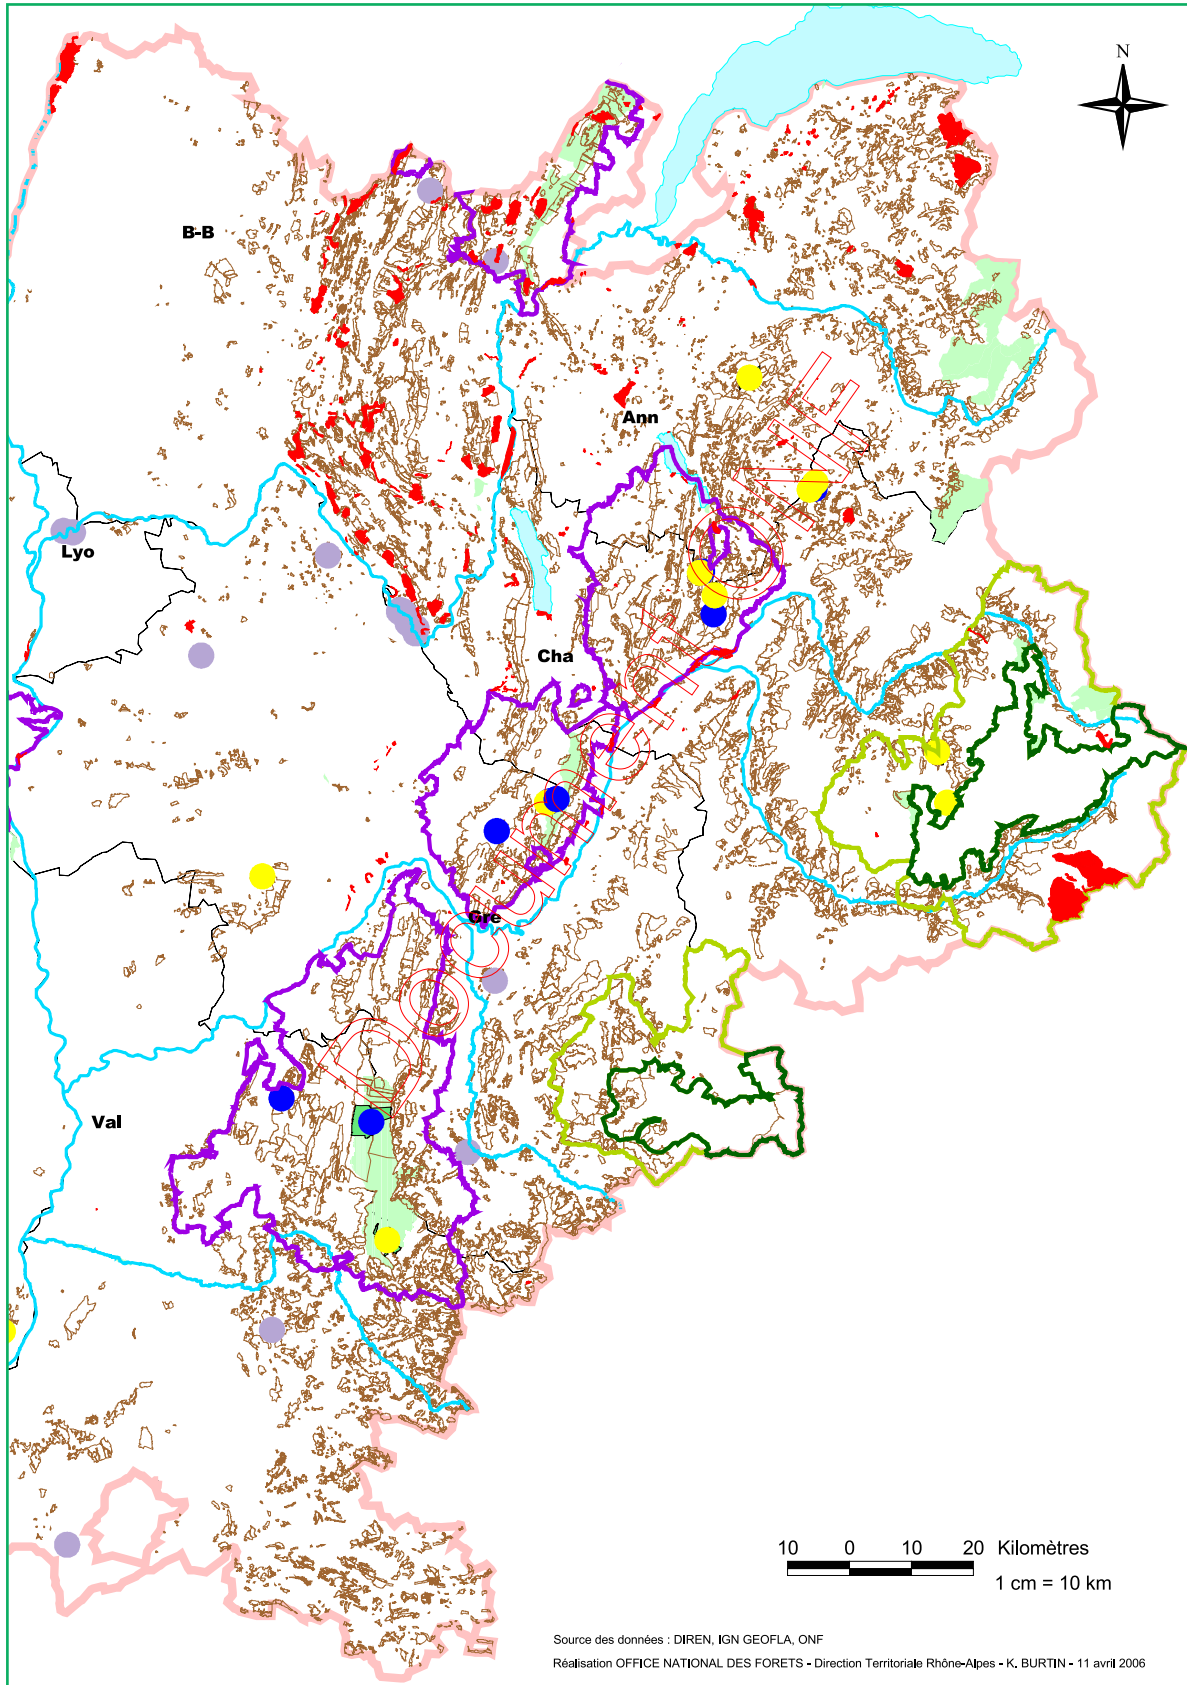 N
B-B
Ann
Lyo
Cha
Gre
Val
10 0 10 20 Kilomètres
1 cm = 10 km
Source des données : DIREN, IGN GEOFLA, ONF
Réalisation OFFICE NATIONAL DES FORETS - Direction Territoriale Rhône-Alpes - K. BURTIN - 11 avril 2006